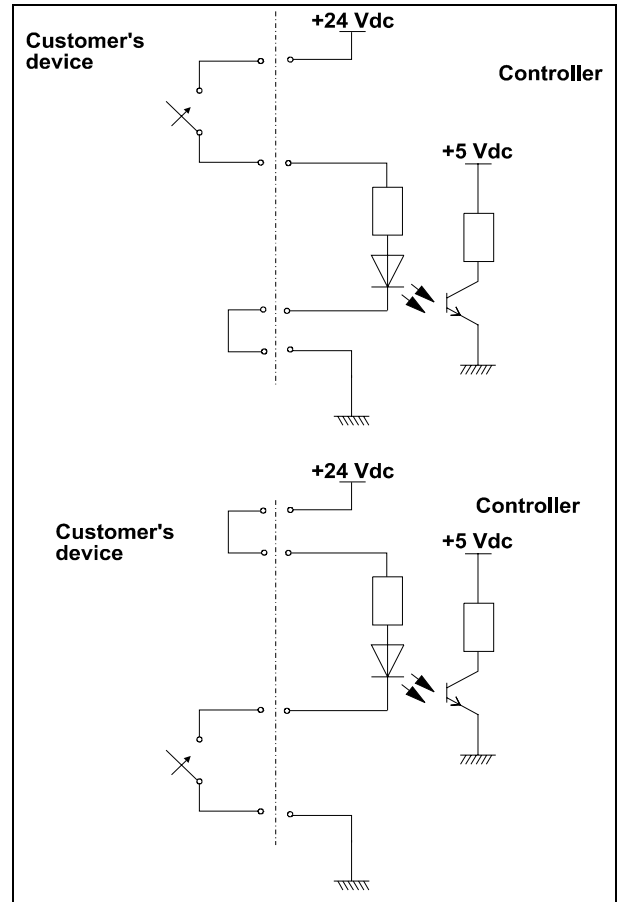 +24 Vdc
Customer's
device
Controller
+5 Vdc
+24 Vdc
Controller
Customer's
device
+5 Vdc